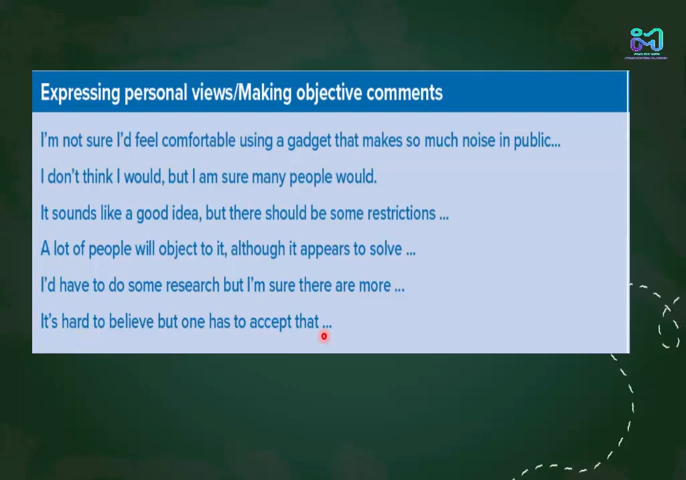 Expressing personal views/Making objective comments
I'm not sure I'd feel comfortable using a gadget that makes so much noise in public...
I don't think I would, but I am sure many people would.
It sounds like a good idea, but there should be some restrictions ...
A lot of people will object to it, although it appears to solve ...
I'd have to do some research but I'm sure there are more ...
It's hard to believe but one has to accept that ...